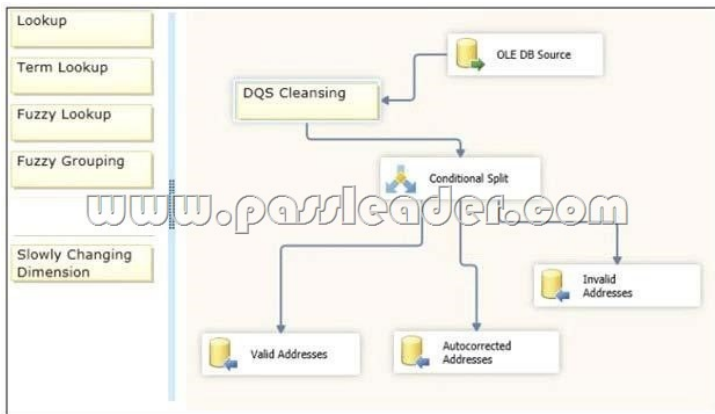 Lookup
Term Lookup
Fuzzy Lookup
Fuzzy Grouping
Slowly Changing
Dimension
OLE DB Source
DQS Cleansing
Conditional Split
www.passleader.com
Invalid
Addresses
Valid Addresses
Autocorrected
Addresses